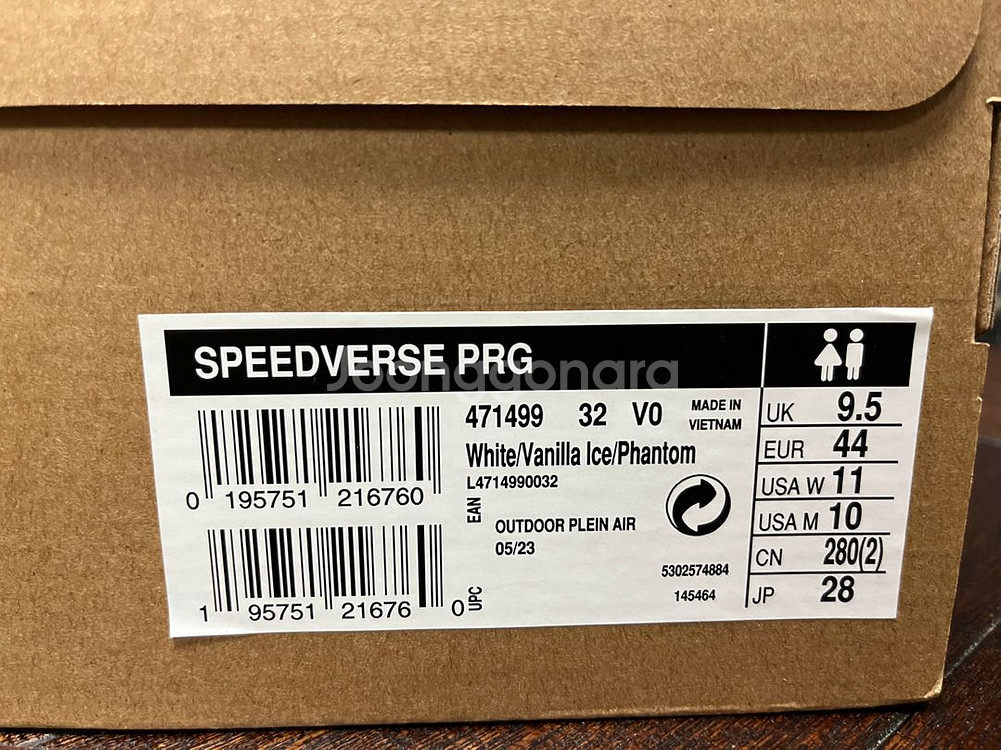 SPEEDVERSE PRG
Joonggonara
471499 32 V0
MADE IN
VIETNAM
White/Vanilla Ice/Phantom
L4714990032
0 195751 216760
EAN
OUTDOOR PLEIN AIR
05/23
5302574884
145464
1 95751 21676 0
UPC
UK 9.5
EUR 44
USA W 11
USA M 10
CN 280(2)
JP 28